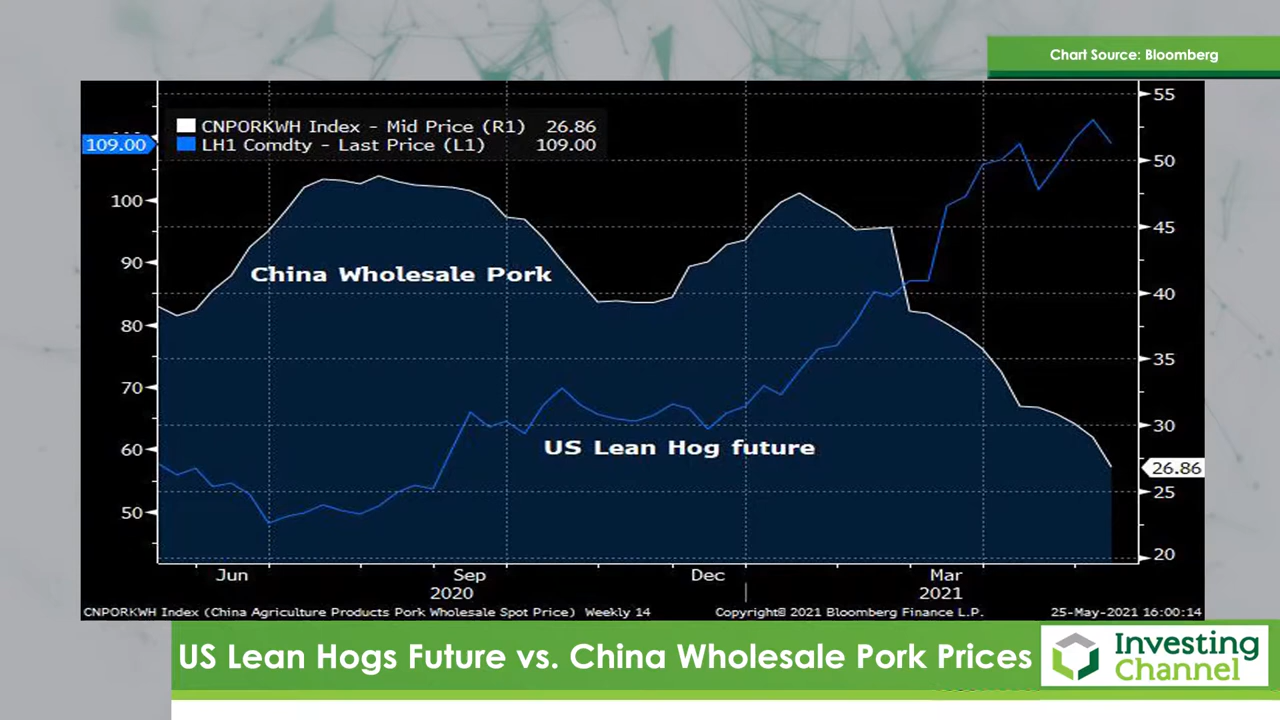 Chart Source: Bloomberg
CNPORKWH Index - Mid Price (R1) 26.86
LH1 Comdty - Last Price (L1) 109.00
109.00
100
90
80
70
60
50
55
50
45
40
35
30
26.86
25
20
China Wholesale Pork
US Lean Hog future
Jun Sep Dec Mar
2020 2021
CNPORKWH Index (China Agriculture Products Pork Wholesale Spot Price) Weekly 14 Copyright© 2021 Bloomberg Finance L.P. 25-May-2021 16:00:14
US Lean Hogs Future vs. China Wholesale Pork Prices
Investing
Channel